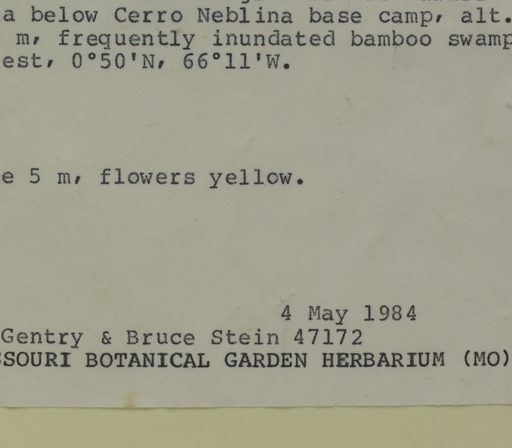 a below Cerro Neblina base camp, alt.
m, frequently inundated bamboo swamp
est, 0°50'N, 66°11'W.
e 5 m, flowers yellow.
4 May 1984
Gentry & Bruce Stein 47172
SSOURI BOTANICAL GARDEN HERBARIUM (MO)